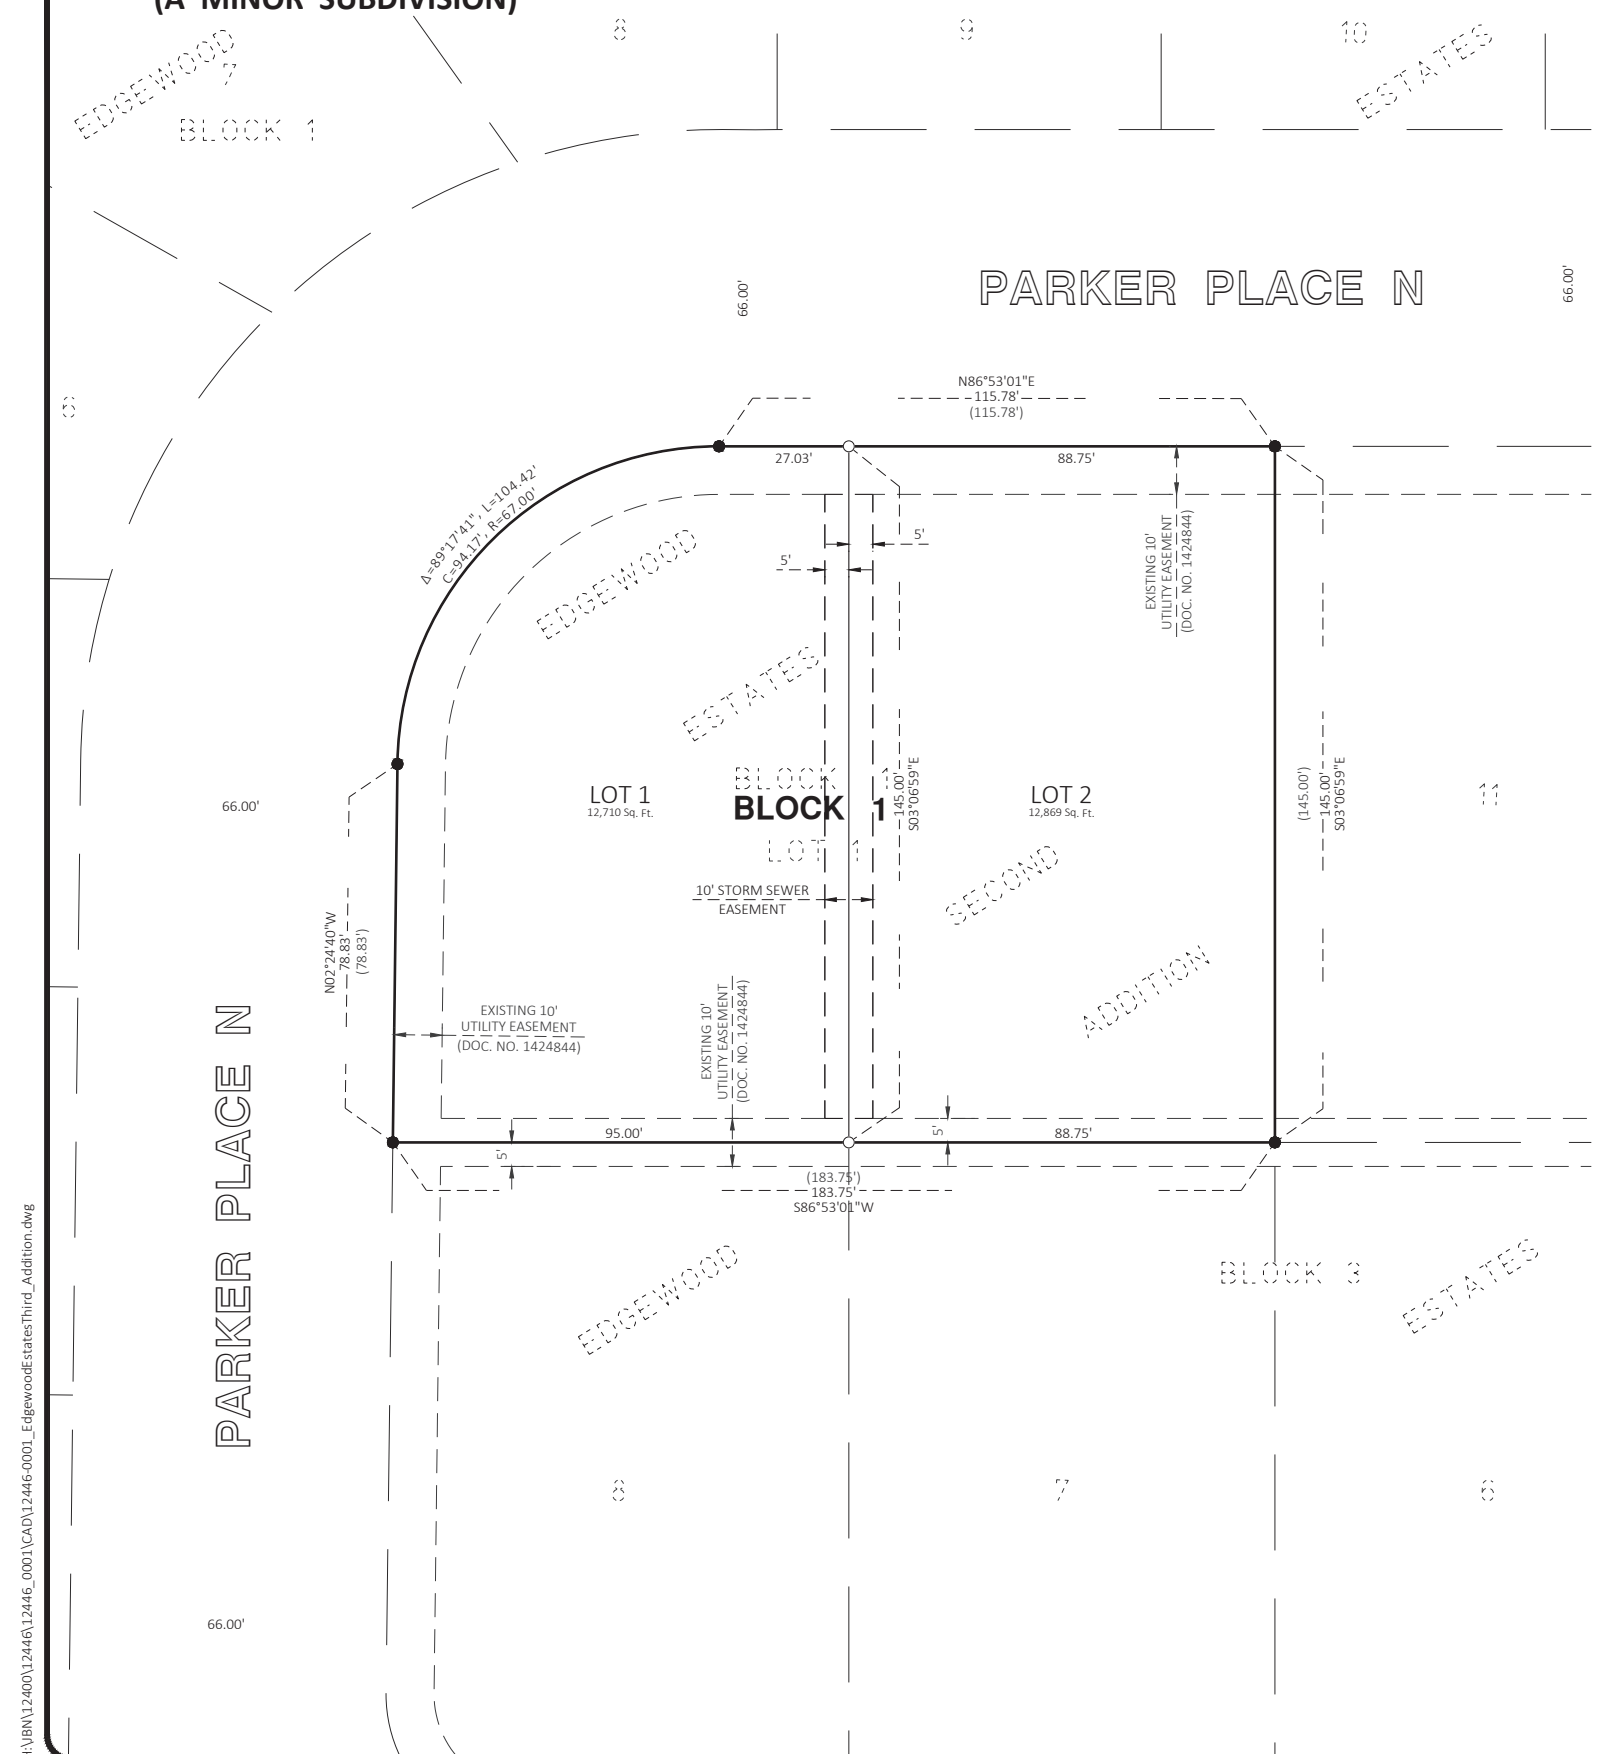 (A MINOR SUBDIVISION)
8
9
10
EDGEWOOD
7
BLOCK 1
ESTATES
66.00'
PARKER PLACE N
66.00'
6
N86°53'01"E
115.78'
(115.78')
27.03'
88.75'
Δ=89°17'41", L=104.42'
C=94.17', R=67.00'
5'
5'
EXISTING 10'
UTILITY EASEMENT
(DOC. NO. 1424844)
EDGEWOOD
ESTATES
BLOCK 1
LOT 1
12,710 Sq. Ft.
BLOCK 1
LOT 1
145.00'
S03°06'59"E
LOT 2
12,869 Sq. Ft.
(145.00')
145.00'
S03°06'59"E
11
66.00'
SECOND
10' STORM SEWER
EASEMENT
ADDITION
N02°24'40"W
78.83'
(78.83')
EXISTING 10'
UTILITY EASEMENT
(DOC. NO. 1424844)
EXISTING 10'
UTILITY EASEMENT
(DOC. NO. 1424844)
95.00'
5'
5'
88.75'
(183.75')
183.75'
S86°53'01"W
PARKER PLACE N
EDGEWOOD
BLOCK 3
ESTATES
8
7
6
66.00'
H:\JBN\12400\12446\12446_0001\CAD\12446-0001_EdgewoodEstatesThird_Addition.dwg